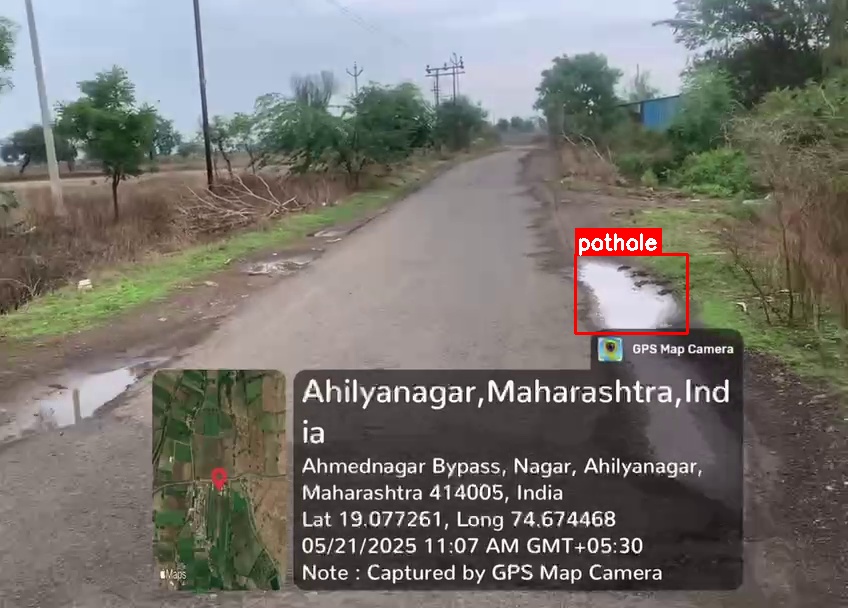 pothole
GPS Map Camera
Ahilyanagar,Maharashtra,Ind
ia
Ahmednagar Bypass, Nagar, Ahilyanagar,
Maharashtra 414005, India
Lat 19.077261, Long 74.674468
05/21/2025 11:07 AM GMT+05:30
Note : Captured by GPS Map Camera
Maps